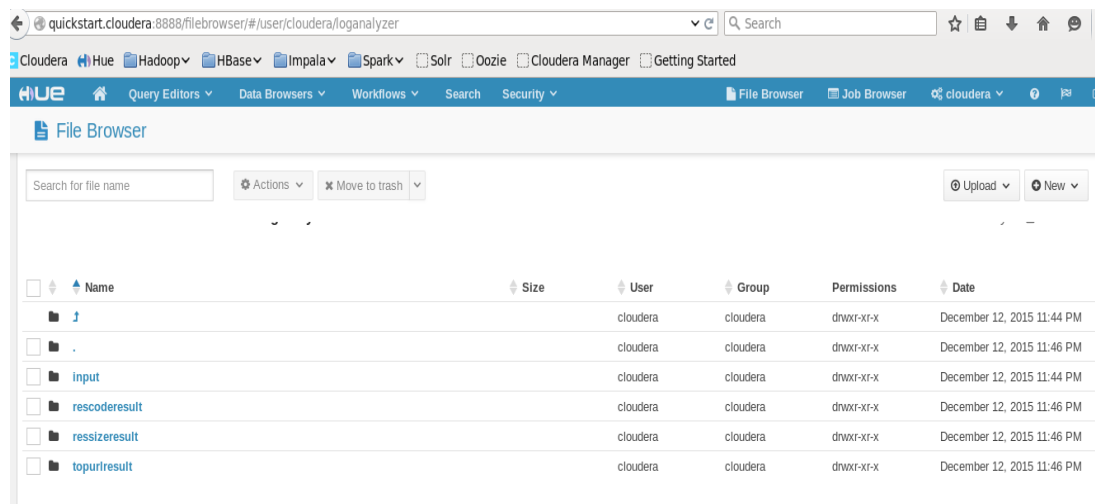 quickstart.cloudera:8888/filebrowser/#/user/cloudera/loganalyzer Search
Cloudera Hue Hadoop HBase Impala Spark Solr Oozie Cloudera Manager Getting Started
HUE Query Editors Data Browsers Workflows Search Security File Browser Job Browser cloudera
File Browser
Search for file name Actions Move to trash Upload New
Name Size User Group Permissions Date
cloudera cloudera drwxr-xr-x December 12, 2015 11:44 PM
. cloudera cloudera drwxr-xr-x December 12, 2015 11:46 PM
input cloudera cloudera drwxr-xr-x December 12, 2015 11:44 PM
rescoderesult cloudera cloudera drwxr-xr-x December 12, 2015 11:46 PM
ressizeresult cloudera cloudera drwxr-xr-x December 12, 2015 11:46 PM
topurlresult cloudera cloudera drwxr-xr-x December 12, 2015 11:46 PM